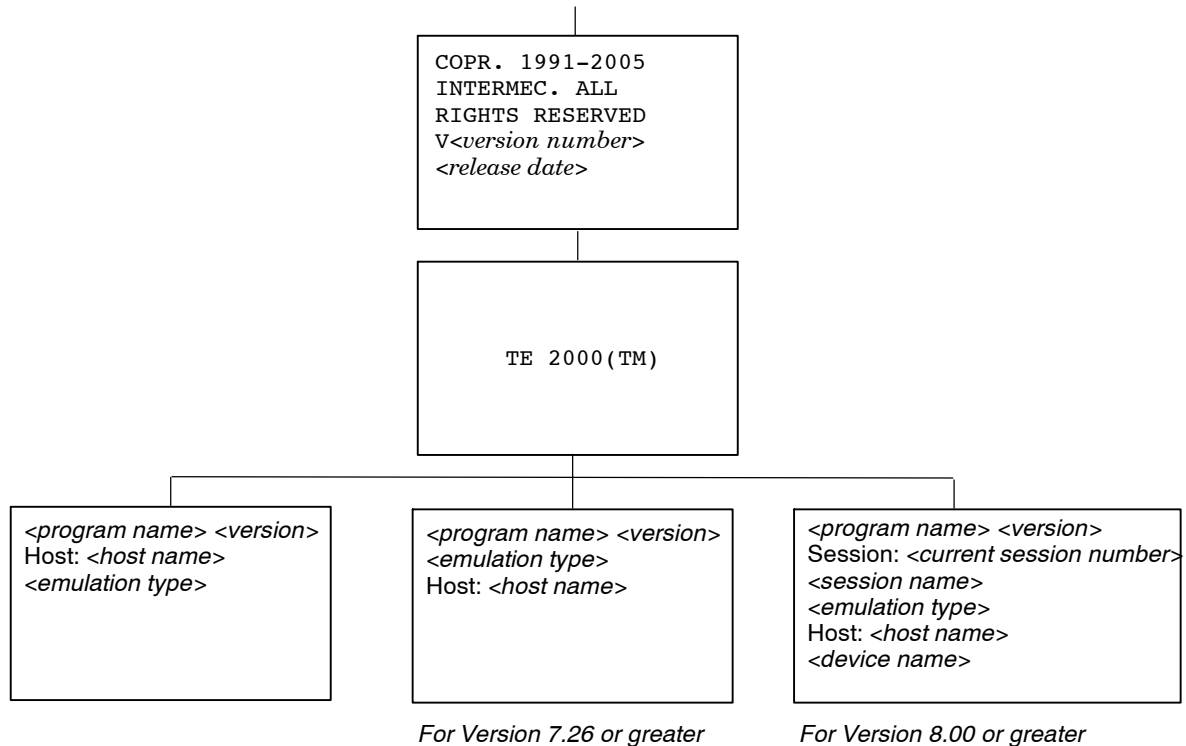 COPR. 1991-2005
INTERMEC. ALL
RIGHTS RESERVED
V<version number>
<release date>
TE 2000(TM)
<program name> <version>
Host: <host name>
<emulation type>
<program name> <version>
<emulation type>
Host: <host name>
For Version 7.26 or greater
<program name> <version>
Session: <current session number>
<session name>
<emulation type>
Host: <host name>
<device name>
For Version 8.00 or greater